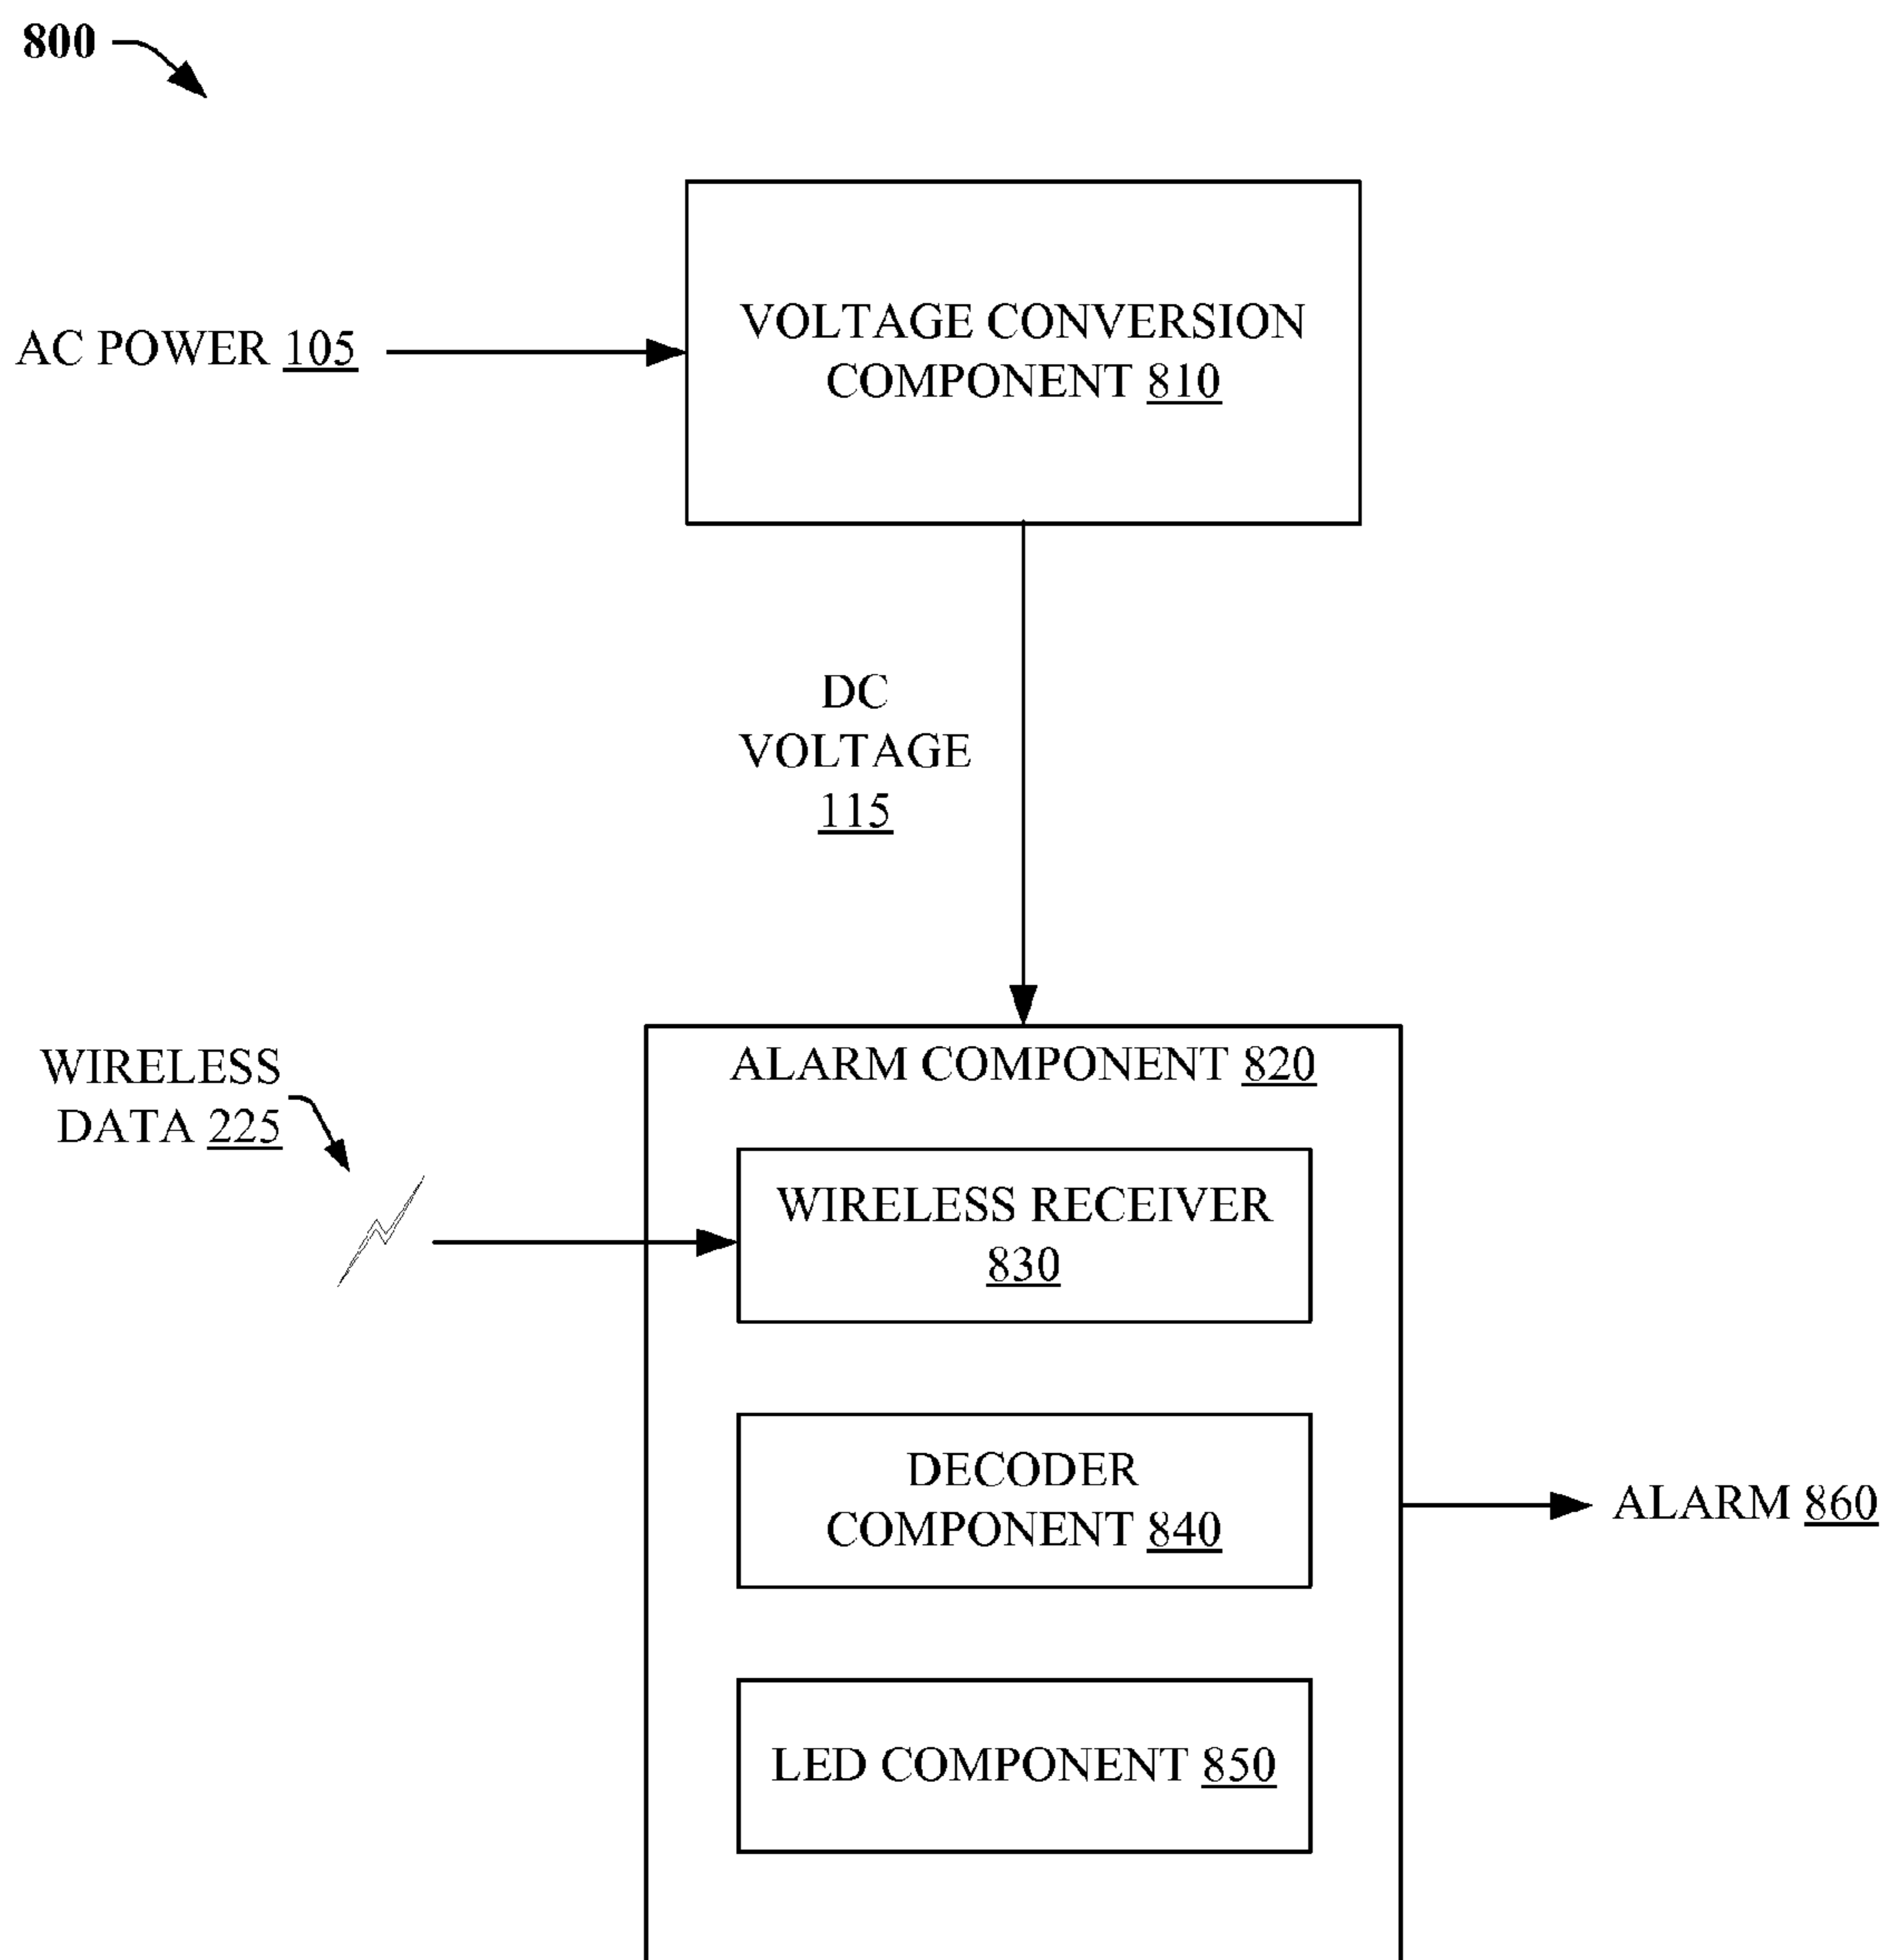 800
VOLTAGE CONVERSION
COMPONENT 810
AC POWER 105
DC
VOLTAGE
115
WIRELESS
DATA 225
ALARM COMPONENT 820
WIRELESS RECEIVER
830
DECODER
COMPONENT 840
ALARM 860
LED COMPONENT 850